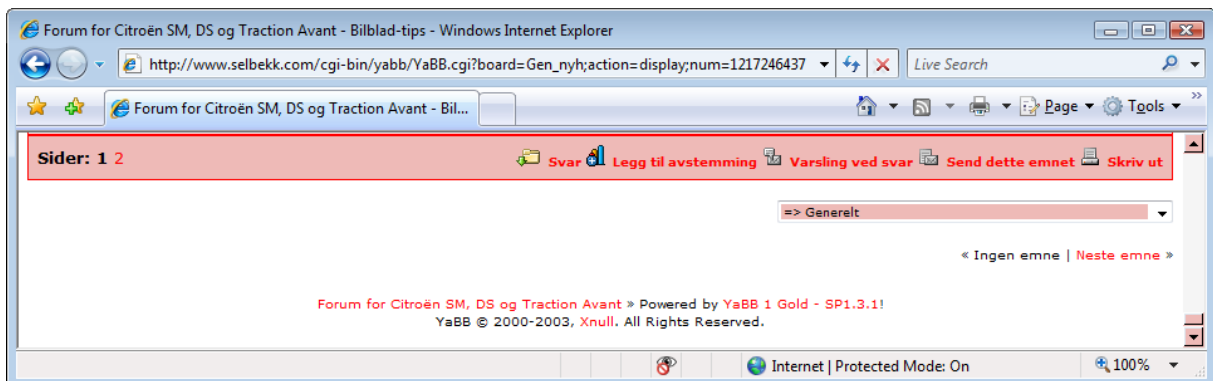 Forum for Citroën SM, DS og Traction Avant - Bilblad-tips - Windows Internet Explorer
http://www.selbekk.com/cgi-bin/yabb/YaBB.cgi?board=Gen_nyh;action=display;num=1217246437 Live Search
Forum for Citroën SM, DS og Traction Avant - Bil... Page Tools »
Sider: 1 2 Svar Legg til avstemming Varsling ved svar Send dette emnet Skriv ut
=> Generelt
« Ingen emne | Neste emne »
Forum for Citroën SM, DS og Traction Avant » Powered by YaBB 1 Gold - SP1.3.1!
YaBB © 2000-2003, Xnull. All Rights Reserved.
Internet | Protected Mode: On 100%